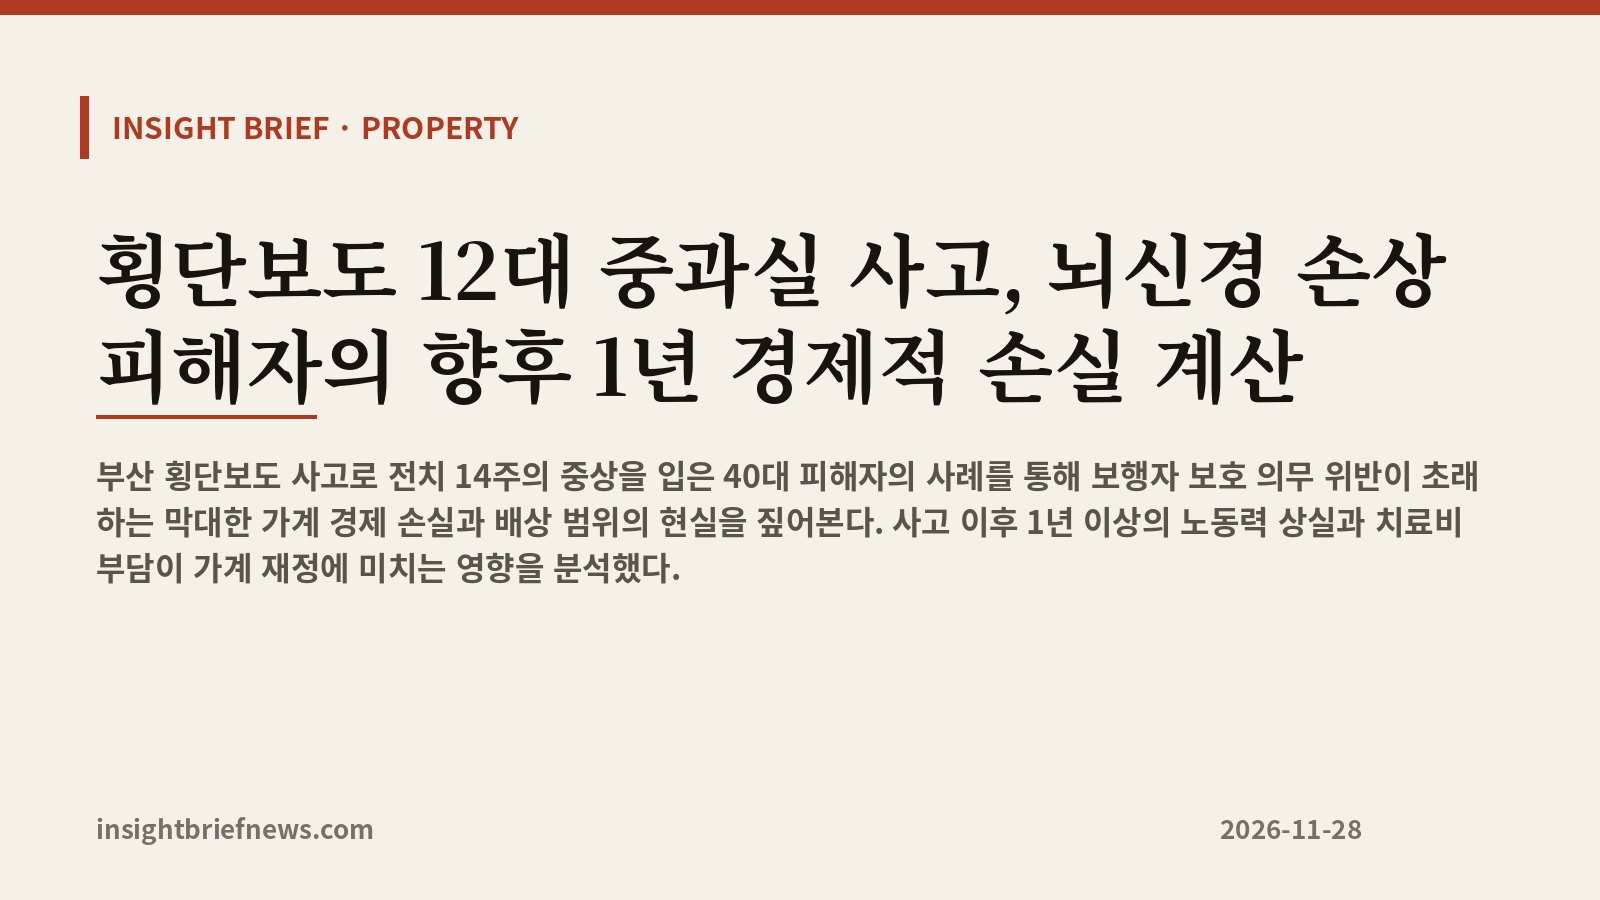 INSIGHT BRIEF · PROPERTY
횡단보도 12대 중과실 사고, 뇌신경 손상
피해자의 향후 1년 경제적 손실 계산
부산 횡단보도 사고로 전치 14주의 중상을 입은 40대 피해자의 사례를 통해 보행자 보호 의무 위반이 초래
하는 막대한 가계 경제 손실과 배상 범위의 현실을 짚어본다. 사고 이후 1년 이상의 노동력 상실과 치료비
부담이 가계 재정에 미치는 영향을 분석했다.
insightbriefnews.com
2026-11-28